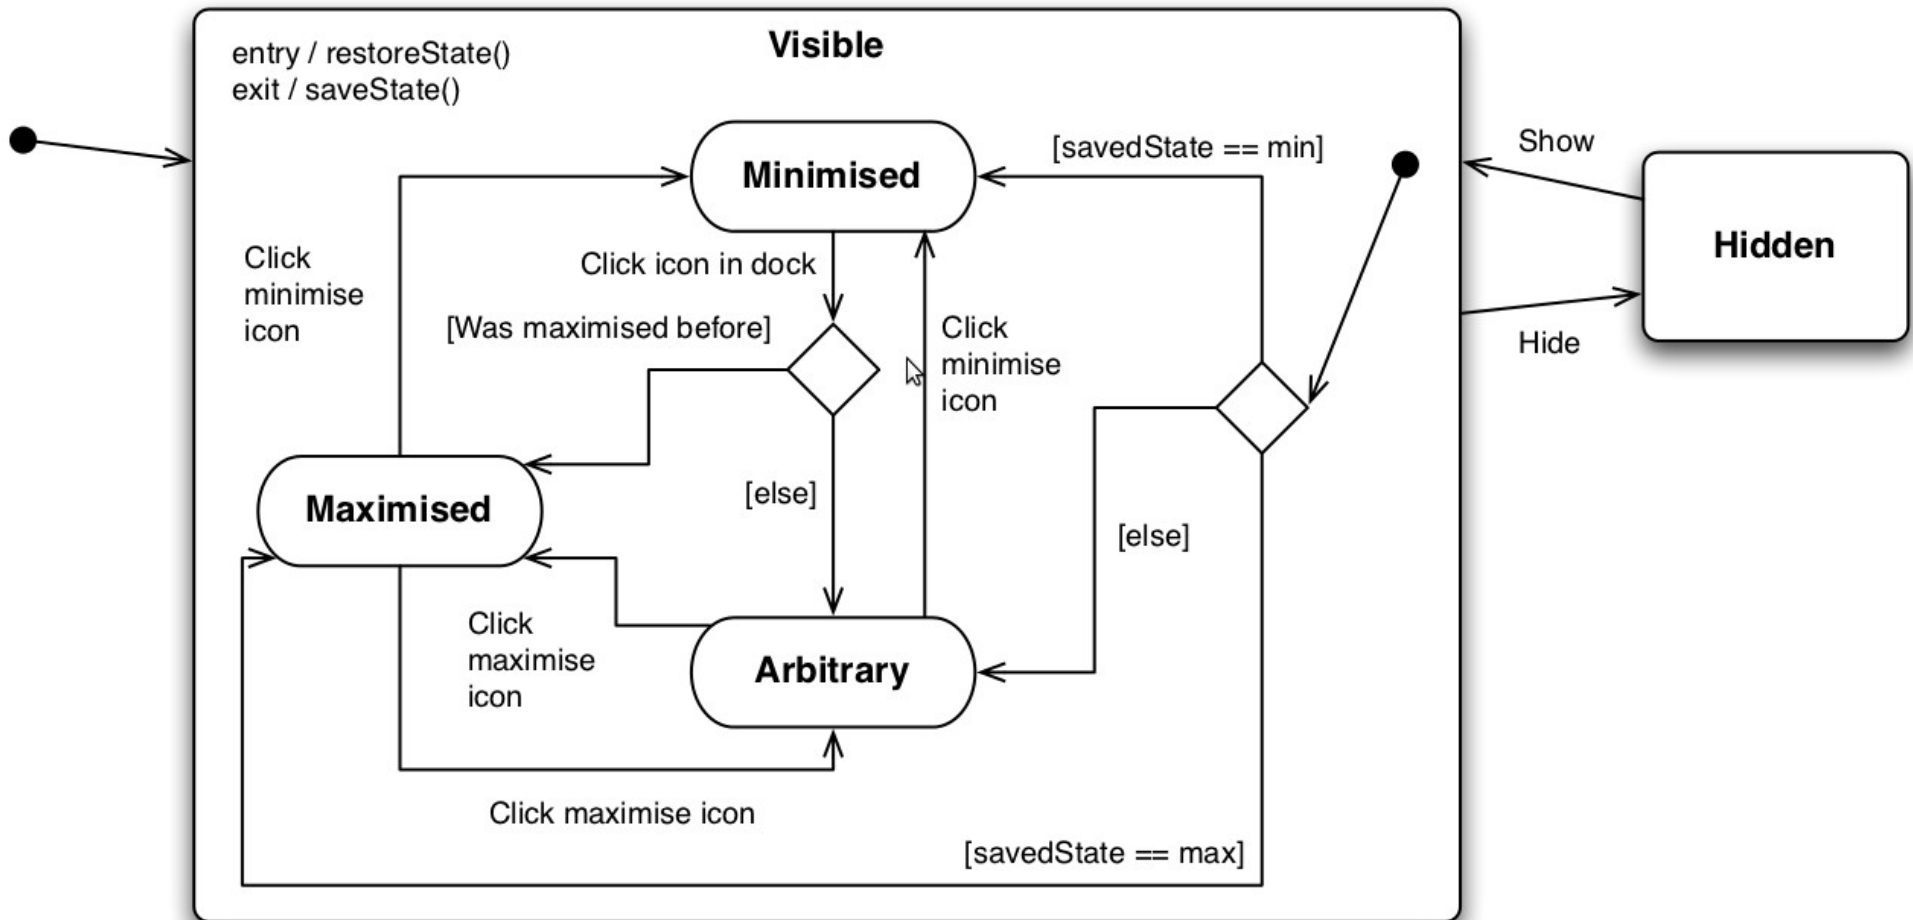 entry / restoreState()
exit / saveState()
Visible
[savedState == min]
Show
Minimised
Hidden
Click
minimise
icon
Click icon in dock
[Was maximised before]
Click
minimise
icon
Hide
[else]
Maximised
[else]
Click
maximise
icon
Arbitrary
Click maximise icon
[savedState == max]